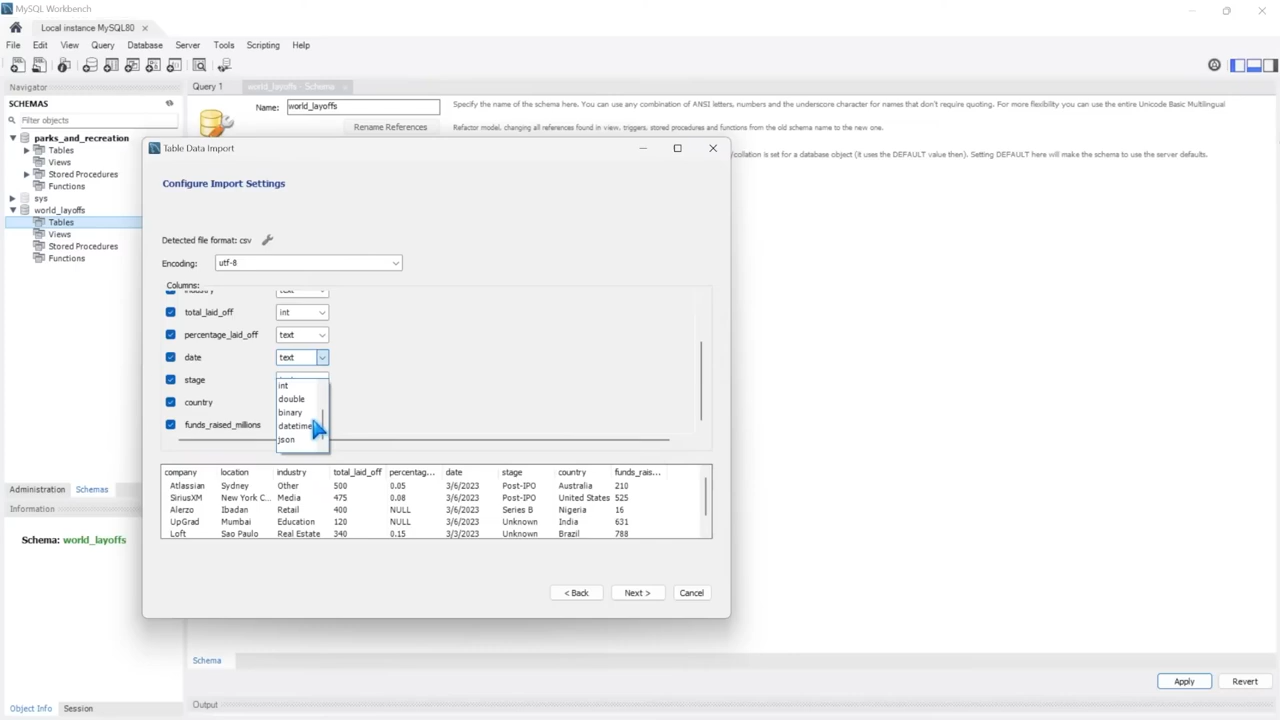 MySQL Workbench
Local instance MySQL80
File Edit View Query Database Server Tools Scripting Help
Navigator
SCHEMAS
Filter objects
parks_and_recreation
Tables
Views
Stored Procedures
Functions
sys
world_layoffs
Tables
Views
Stored Procedures
Functions
Administration Schemas
Information
Schema: world_layoffs
Object Info Session
Query 1 world_layoffs - Schema
Name: world_layoffs
Specify the name of the schema here. You can use any combination of ANSI letters, numbers and the underscore character for names that don't require quoting. For more flexibility you can use the entire Unicode Basic Multilingual
Rename References
Refactor model, changing all references found in view, triggers, stored procedures and functions from the old schema name to the new one.
/collation is set for a database object (it uses the DEFAULT value then). Setting DEFAULT here will make the schema to use the server defaults.
Table Data Import
Configure Import Settings
Detected file format: csv
Encoding: utf-8
Columns:
industry text
total_laid_off int
percentage_laid_off text
date text
stage
country
funds_raised_millions
int
double
binary
datetime
json
company location industry total_laid_off percentag... date stage country funds_rais...
Atlassian Sydney Other 500 0.05 3/6/2023 Post-IPO Australia 210
SiriusXM New York C... Media 475 0.08 3/6/2023 Post-IPO United States 525
Alerzo Ibadan Retail 400 NULL 3/6/2023 Series B Nigeria 16
UpGrad Mumbai Education 120 NULL 3/6/2023 Unknown India 631
Loft Sao Paulo Real Estate 340 0.15 3/3/2023 Unknown Brazil 788
< Back Next > Cancel
Schema
Apply Revert
Output